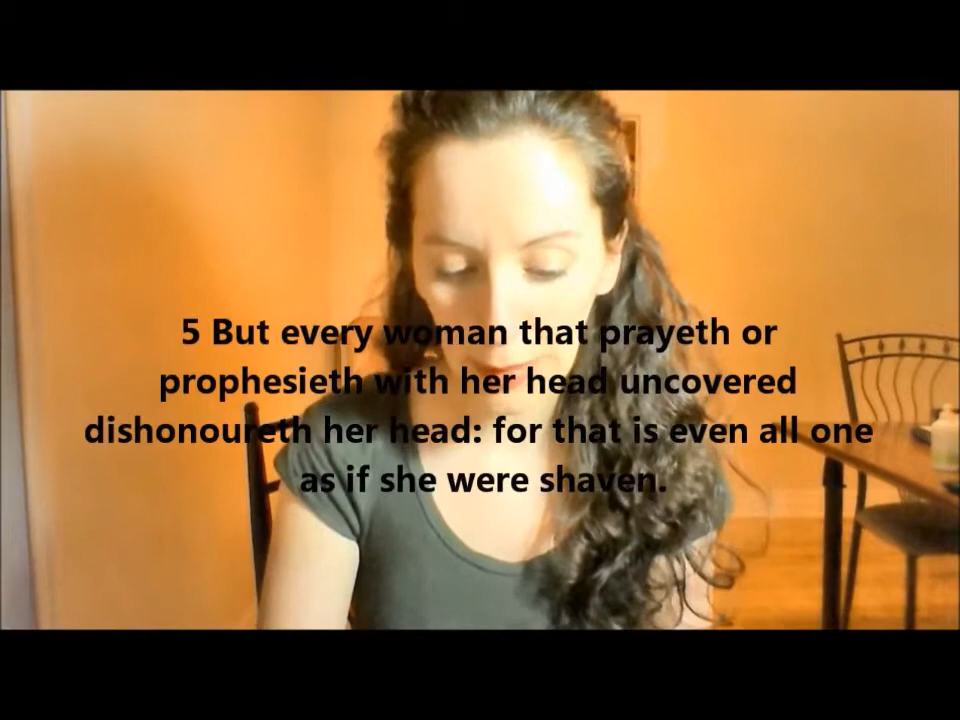 5 But every woman that prayeth or
prophesieth with her head uncovered
dishonoureth her head: for that is even all one
as if she were shaven.